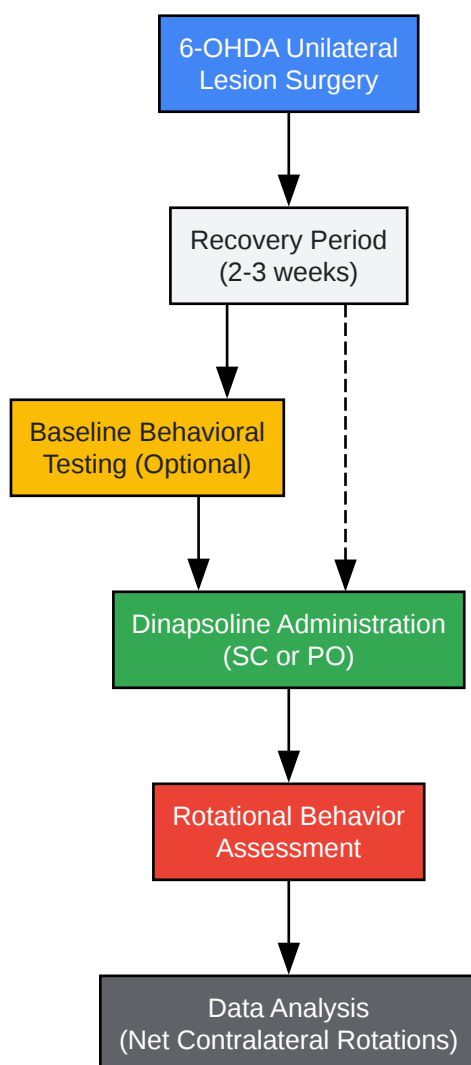 6-OHDA Unilateral
Lesion Surgery
Recovery Period
(2-3 weeks)
Baseline Behavioral
Testing (Optional)
Dinapsoline Administration
(SC or PO)
Rotational Behavior
Assessment
Data Analysis
(Net Contralateral Rotations)